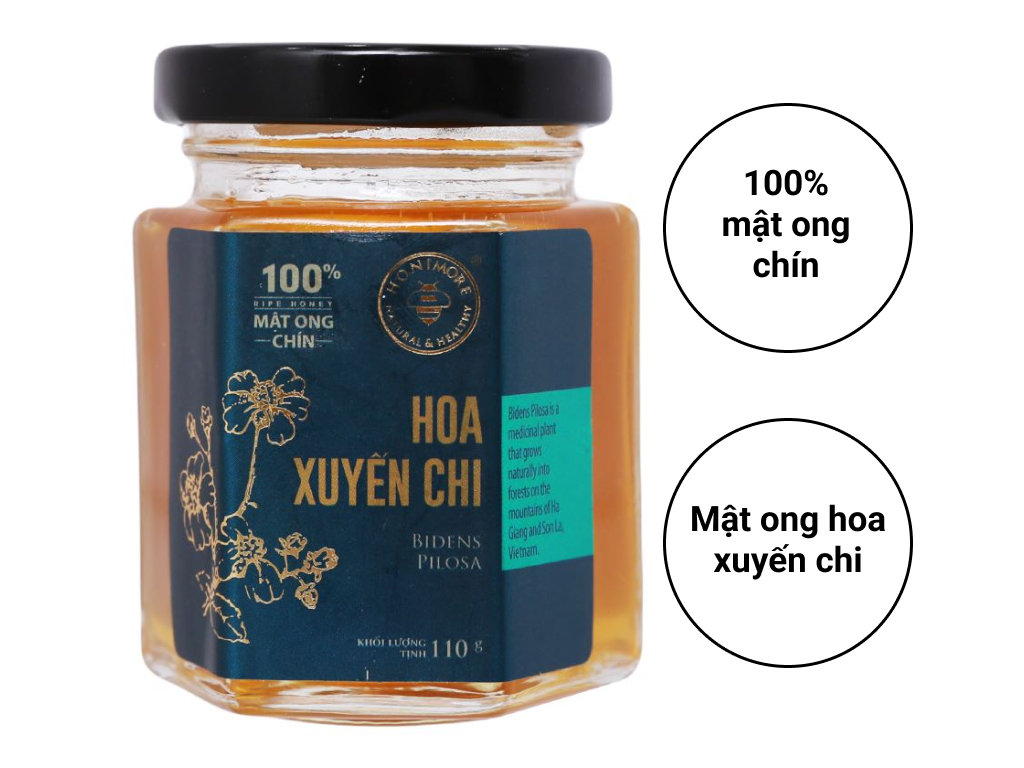 100%
RIPE HONEY
MẬT ONG
CHÍN
HONIMORE
NATURAL & HEALTHY
®
HOA
XUYẾN CHI
BIDENS
PILOSA
KHỐI LƯỢNG
TỊNH 110 g
Bidens Pilosa is a
medicinal plant
that grows
naturally into
forests on the
mountains of Ha
Giang and Son La,
Vietnam.
100%
mật ong
chín
Mật ong hoa
xuyến chi